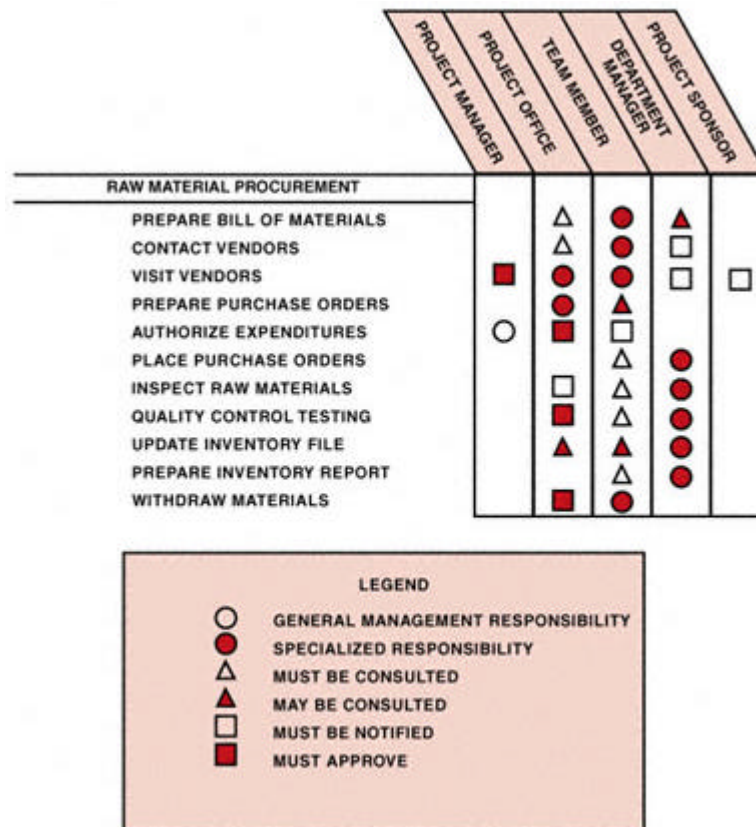 PROJECT MANAGER
PROJECT OFFICE
TEAM MEMBER
DEPARTMENT
MANAGER
PROJECT SPONSOR
RAW MATERIAL PROCUREMENT
PREPARE BILL OF MATERIALS
CONTACT VENDORS
VISIT VENDORS
PREPARE PURCHASE ORDERS
AUTHORIZE EXPENDITURES
PLACE PURCHASE ORDERS
INSPECT RAW MATERIALS
QUALITY CONTROL TESTING
UPDATE INVENTORY FILE
PREPARE INVENTORY REPORT
WITHDRAW MATERIALS
LEGEND
GENERAL MANAGEMENT RESPONSIBILITY
SPECIALIZED RESPONSIBILITY
MUST BE CONSULTED
MAY BE CONSULTED
MUST BE NOTIFIED
MUST APPROVE